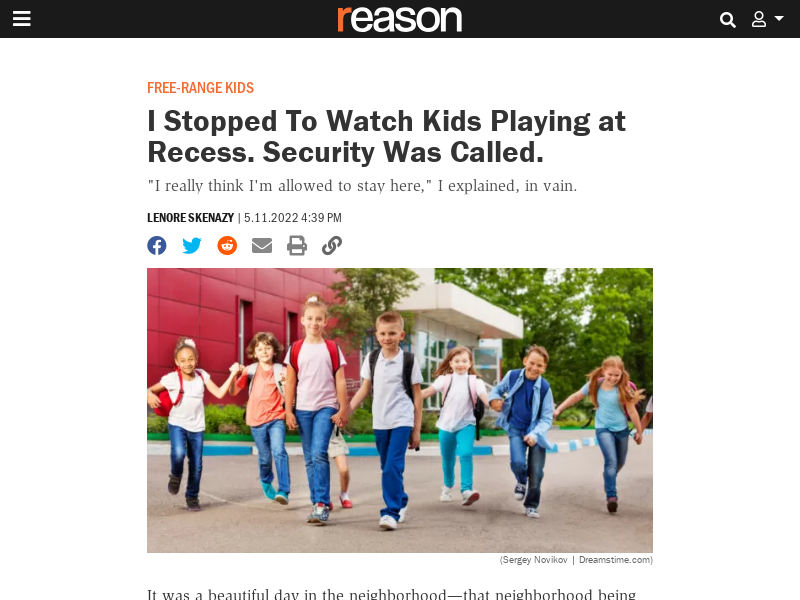 reason
FREE-RANGE KIDS
I Stopped To Watch Kids Playing at
Recess. Security Was Called.
"I really think I'm allowed to stay here," I explained, in vain.
LENORE SKENAZY | 5.11.2022 4:39 PM
(Sergey Novikov | Dreamstime.com)
It was a beautiful day in the neighborhood—that neighborhood being